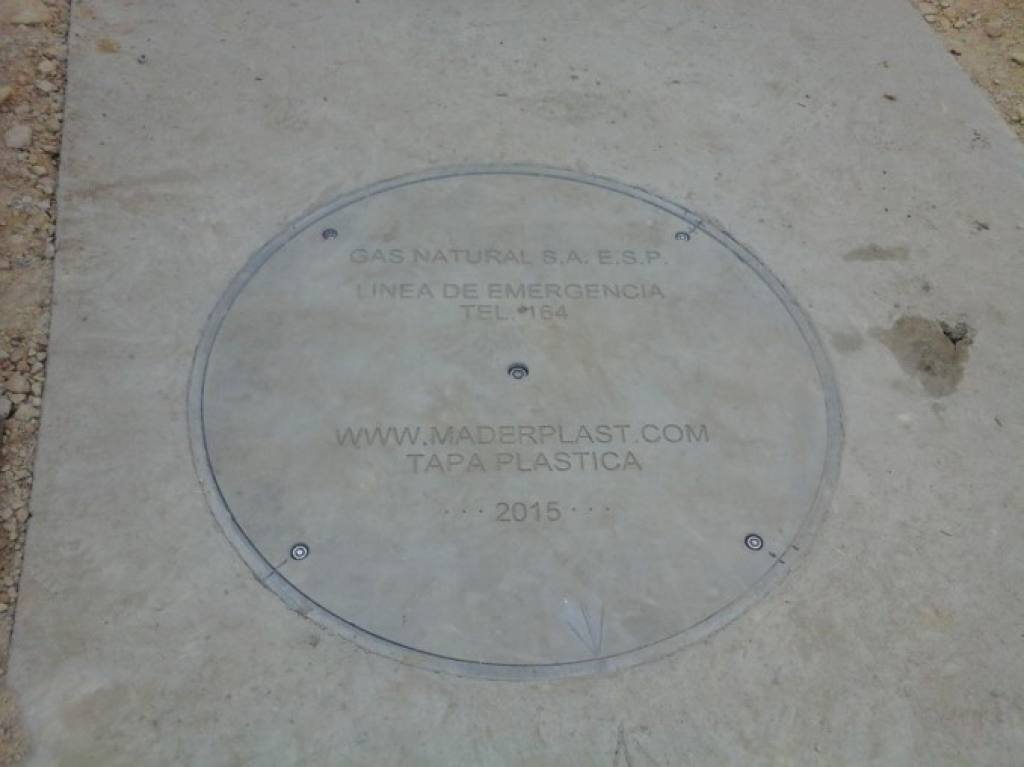 GAS NATURAL S.A. E.S.P.
LINEA DE EMERGENCIA
TEL. 164
WWW.MADERPLAST.COM
TAPA PLASTICA
· · · 2015 · · ·